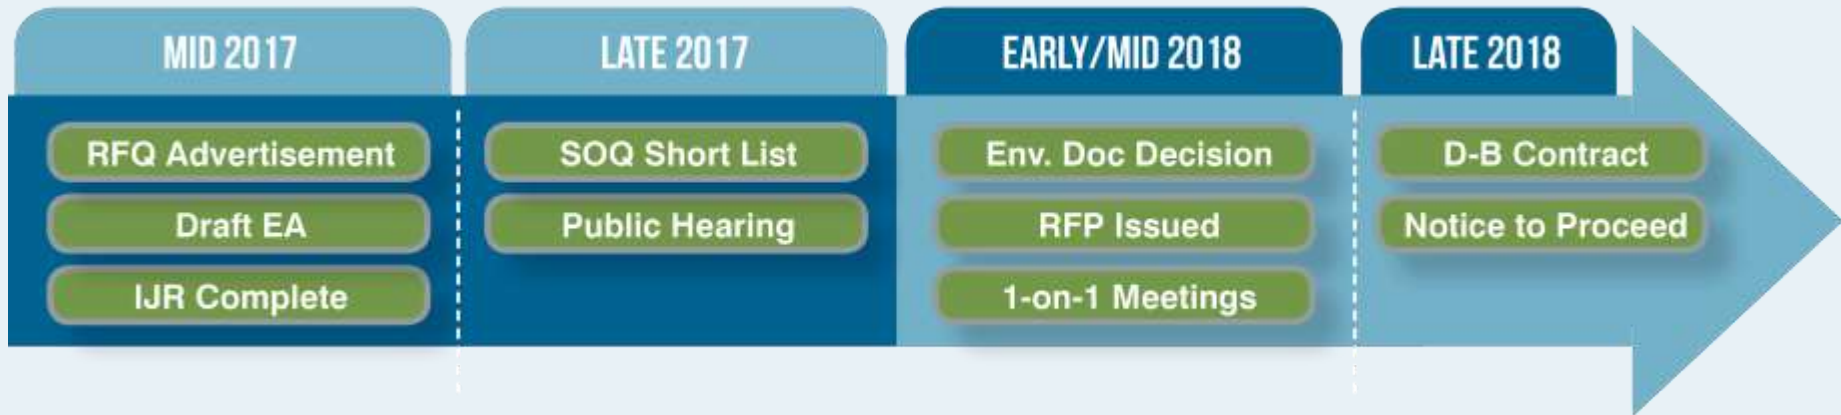 MID 2017
RFQ Advertisement
Draft EA
IJR Complete
LATE 2017
SOQ Short List
Public Hearing
EARLY/MID 2018
Env. Doc Decision
RFP Issued
1-on-1 Meetings
LATE 2018
D-B Contract
Notice to Proceed